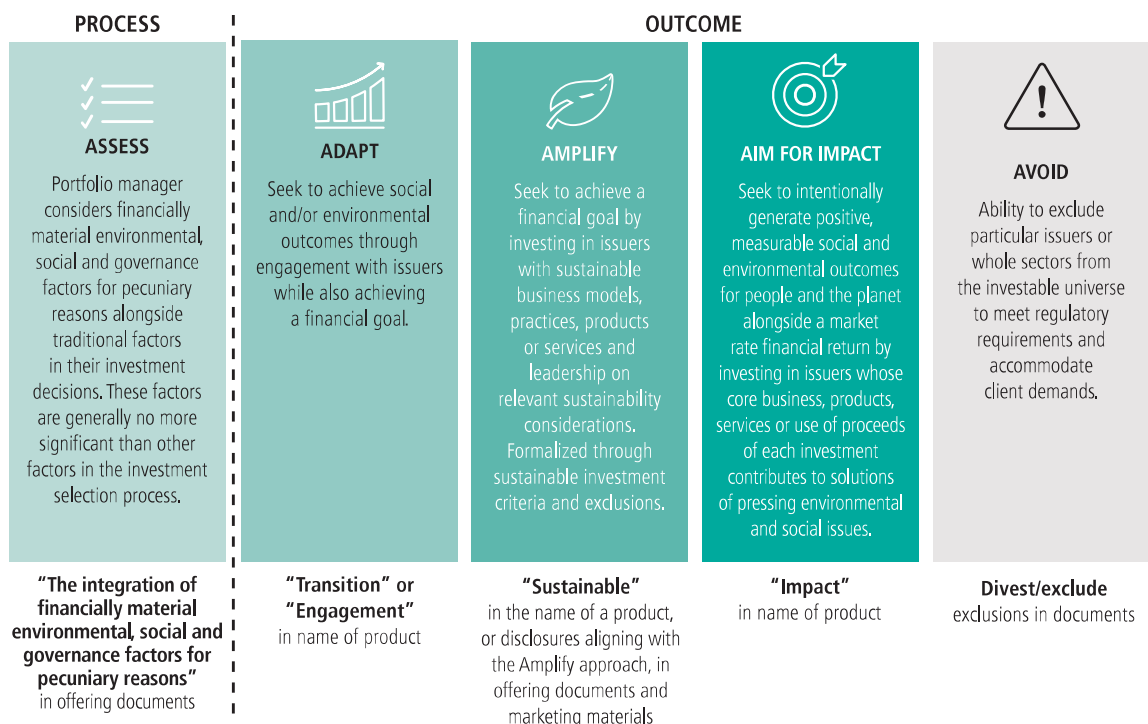 PROCESS
OUTCOME
ASSESS
Portfolio manager
considers financially
material environmental,
social and governance
factors for pecuniary
reasons alongside
traditional factors
in their investment
decisions. These factors
are generally no more
significant than other
factors in the investment
selection process.
"The integration of
financially material
environmental, social and
governance factors for
pecuniary reasons"
in offering documents
ADAPT
Seek to achieve social
and/or environmental
outcomes through
engagement with issuers
while also achieving
a financial goal.
"Transition" or
"Engagement"
in name of product
AMPLIFY
Seek to achieve a
financial goal by
investing in issuers
with sustainable
business models,
practices, products
or services and
leadership on
relevant sustainability
considerations.
Formalized through
sustainable investment
criteria and exclusions.
"Sustainable"
in the name of a product,
or disclosures aligning with
the Amplify approach, in
offering documents and
marketing materials
AIM FOR IMPACT
Seek to intentionally
generate positive,
measurable social and
environmental outcomes
for people and the planet
alongside a market
rate financial return by
investing in issuers whose
core business, products,
services or use of proceeds
of each investment
contributes to solutions
of pressing environmental
and social issues.
"Impact"
in name of product
AVOID
Ability to exclude
particular issuers or
whole sectors from
the investable universe
to meet regulatory
requirements and
accommodate
client demands.
Divest/exclude
exclusions in documents